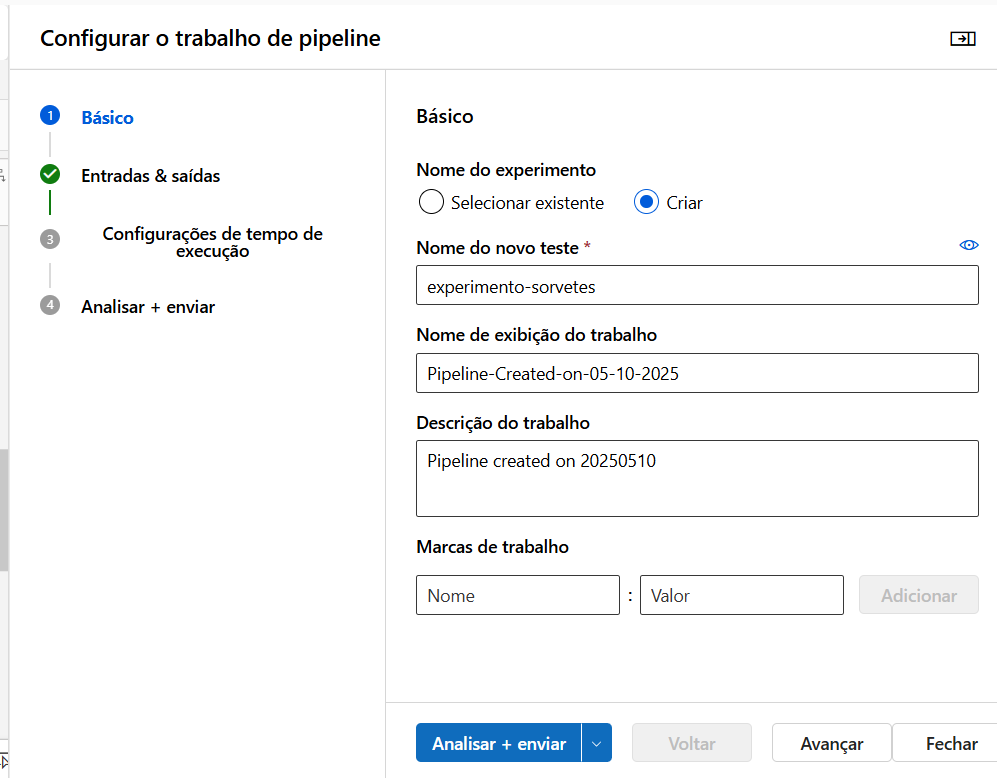 Configurar o trabalho de pipeline
1
Básico
Entradas & saídas
3
Configurações de tempo de
execução
4
Analisar + enviar
Básico
Nome do experimento
Selecionar existente
Criar
Nome do novo teste *
experimento-sorvetes
Nome de exibição do trabalho
Pipeline-Created-on-05-10-2025
Descrição do trabalho
Pipeline created on 20250510
Marcas de trabalho
Nome : Valor Adicionar
Analisar + enviar Voltar Avançar Fechar